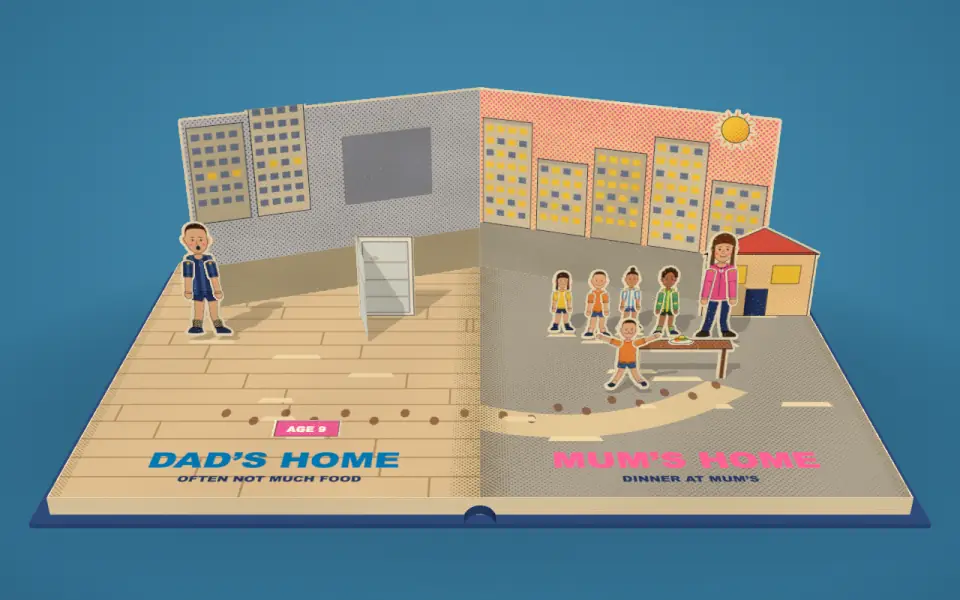 AGE 9
DAD'S HOME
OFTEN NOT MUCH FOOD
MUM'S HOME
DINNER AT MUM'S